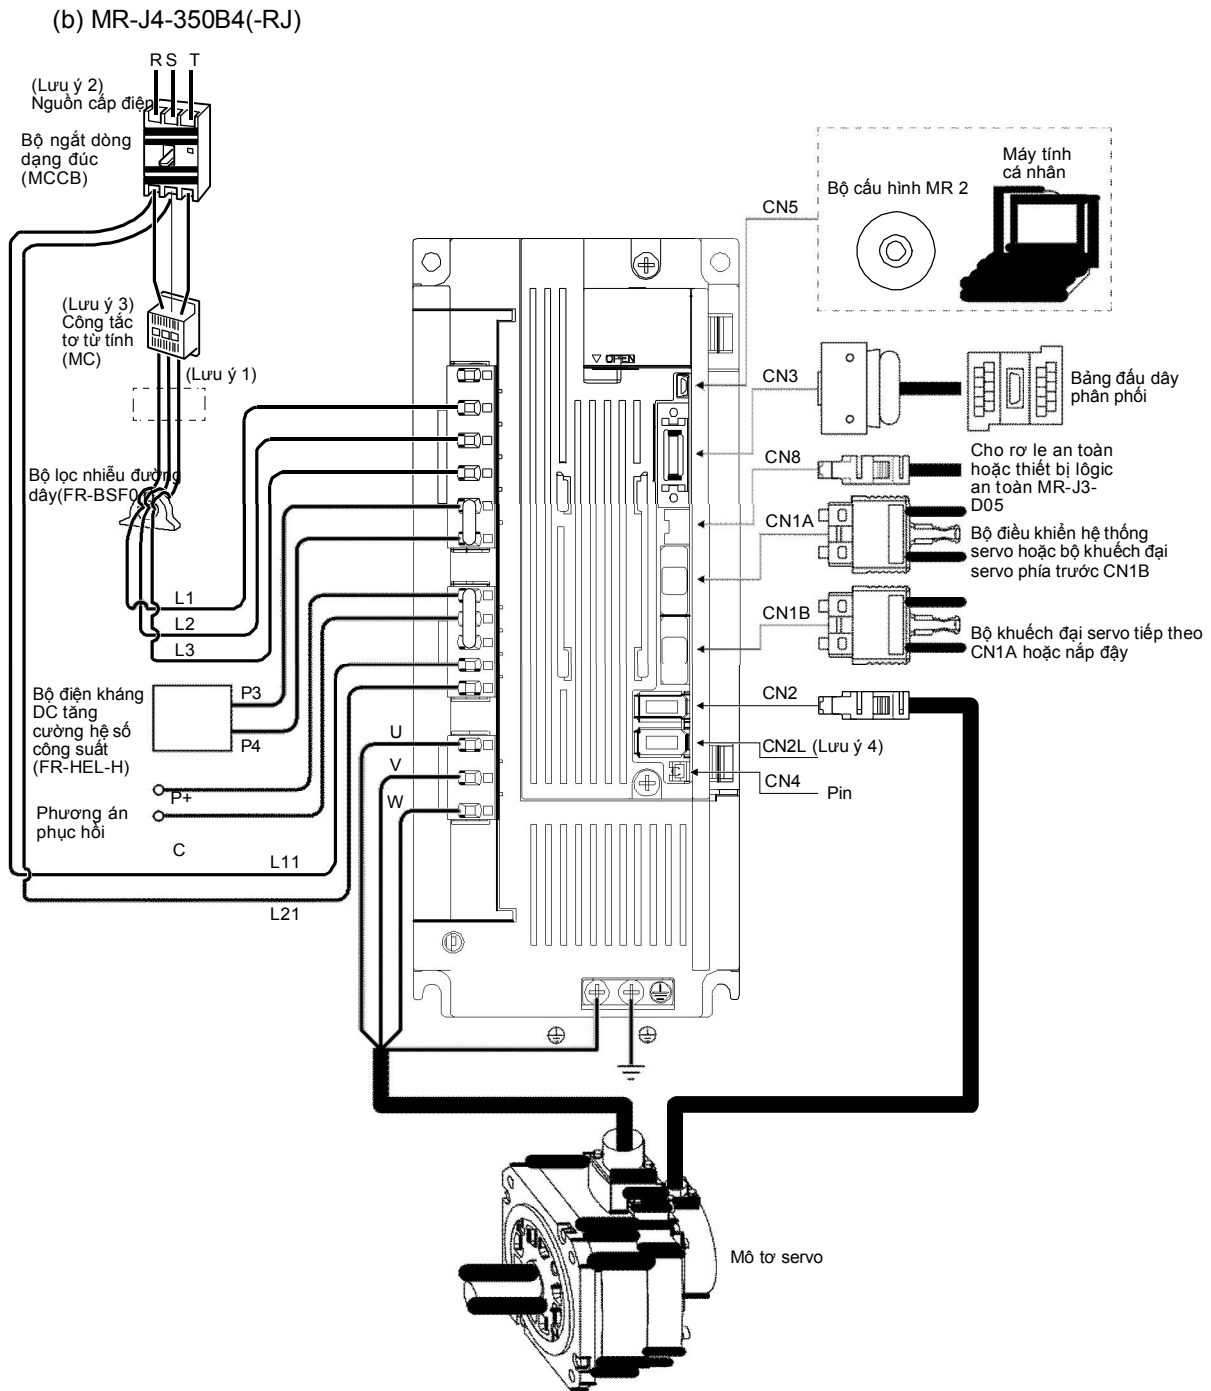 (b) MR-J4-350B4(-RJ)
R S T
(Lưu ý 2)
Nguồn cấp điện
Bộ ngắt dòng
dạng đúc
(MCCB)
(Lưu ý 3)
Công tắc
tơ từ tính
(MC)
(Lưu ý 1)
Bộ lọc nhiễu đường
dây(FR-BSF0
L1
L2
L3
Bộ điện kháng
DC tăng
cường hệ số
công suất
(FR-HEL-H)
P3
P4
P+
Phương án
phục hồi
C
L11
L21
U
V
W
▽ OPEN
CN5
Bộ cấu hình MR 2
Máy tính
cá nhân
CN3
Bảng đấu dây
phân phối
CN8
Cho rơ le an toàn
hoặc thiết bị lôgic
an toàn MR-J3-
D05
CN1A
Bộ điều khiển hệ thống
servo hoặc bộ khuếch đại
servo phía trước CN1B
CN1B
Bộ khuếch đại servo tiếp theo
CN1A hoặc nắp đậy
CN2
CN2L (Lưu ý 4)
CN4
Pin
Mô tơ servo